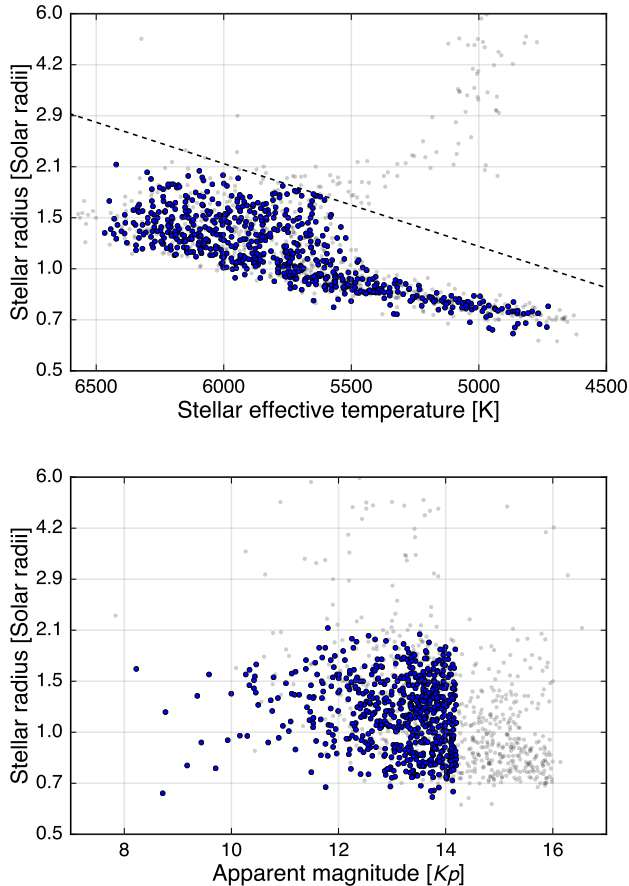 6.0
4.2
2.9
2.1
1.5
1.0
0.7
0.5
Stellar radius [Solar radii]
6500 6000 5500 5000 4500
Stellar effective temperature [K]
6.0
4.2
2.9
2.1
1.5
1.0
0.7
0.5
Stellar radius [Solar radii]
8 10 12 14 16
Apparent magnitude [Kp]